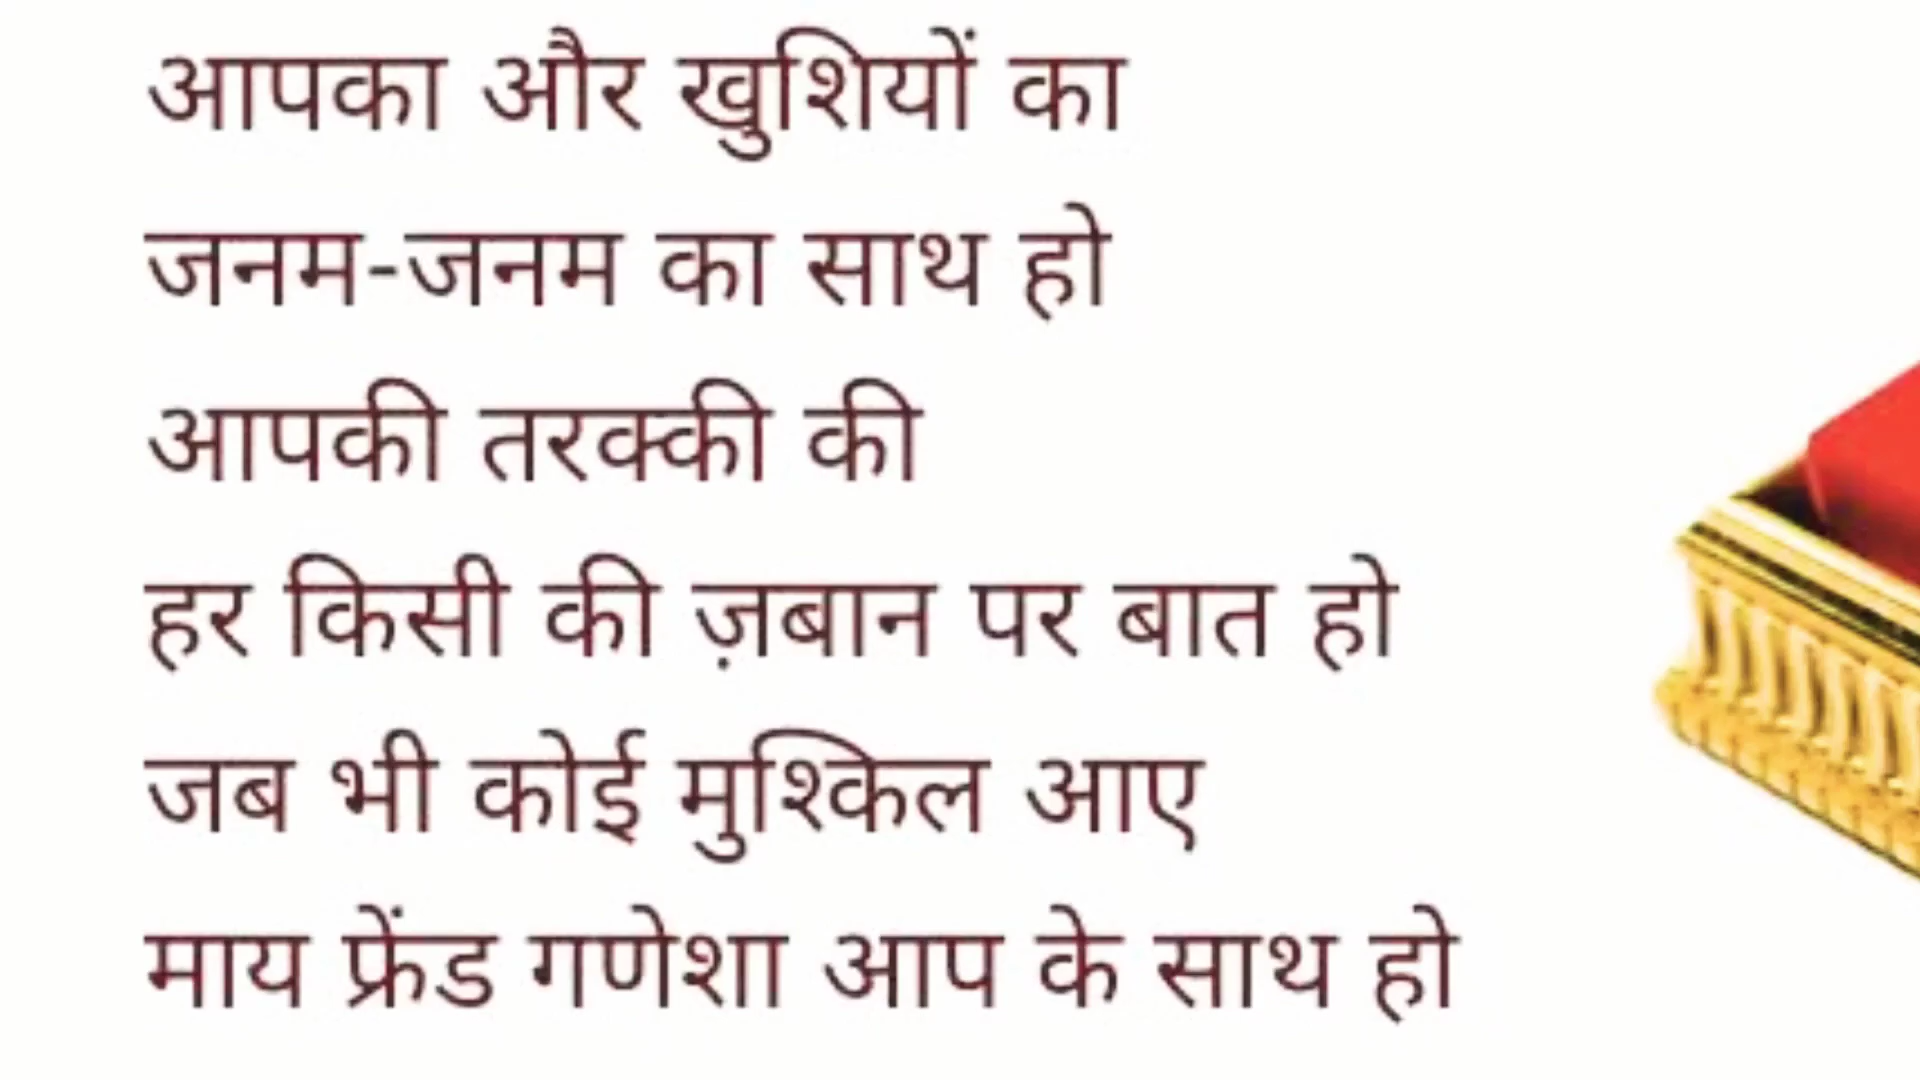 आपका और खुशियों का
जनम-जनम का साथ हो
आपकी तरक्की की
हर किसी की ज़बान पर बात हो
जब भी कोई मुश्किल आए
माय फ्रेंड गणेशा आप के साथ हो